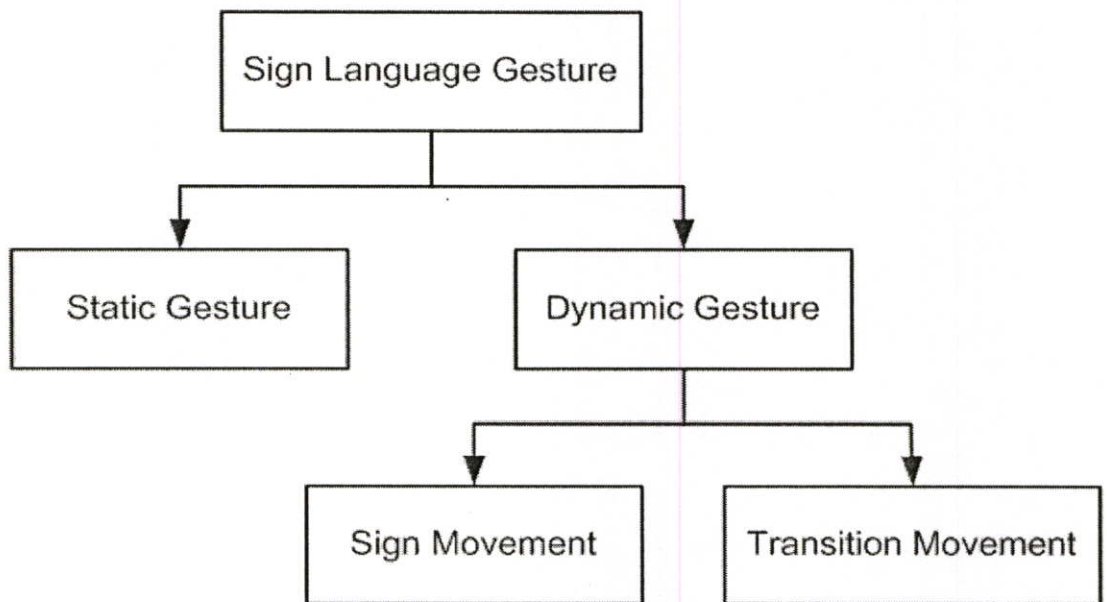 Sign Language Gesture
Static Gesture
Dynamic Gesture
Sign Movement
Transition Movement